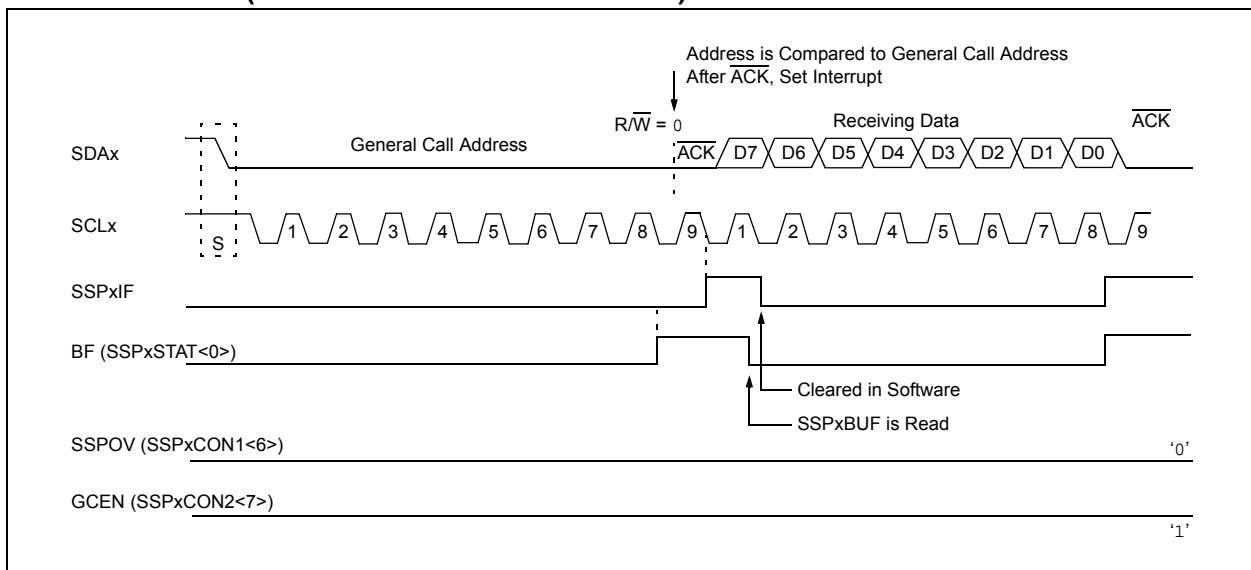 Address is Compared to General Call Address
After ACK, Set Interrupt
R/W = 0
Receiving Data
ACK
SDAx
General Call Address
ACK
D7 D6 D5 D4 D3 D2 D1 D0
SCLx
S
1 2 3 4 5 6 7 8 9 1 2 3 4 5 6 7 8 9
SSPxIF
BF (SSPxSTAT<0>)
Cleared in Software
SSPxBUF is Read
SSPOV (SSPxCON1<6>)
‘0’
GCEN (SSPxCON2<7>)
‘1’